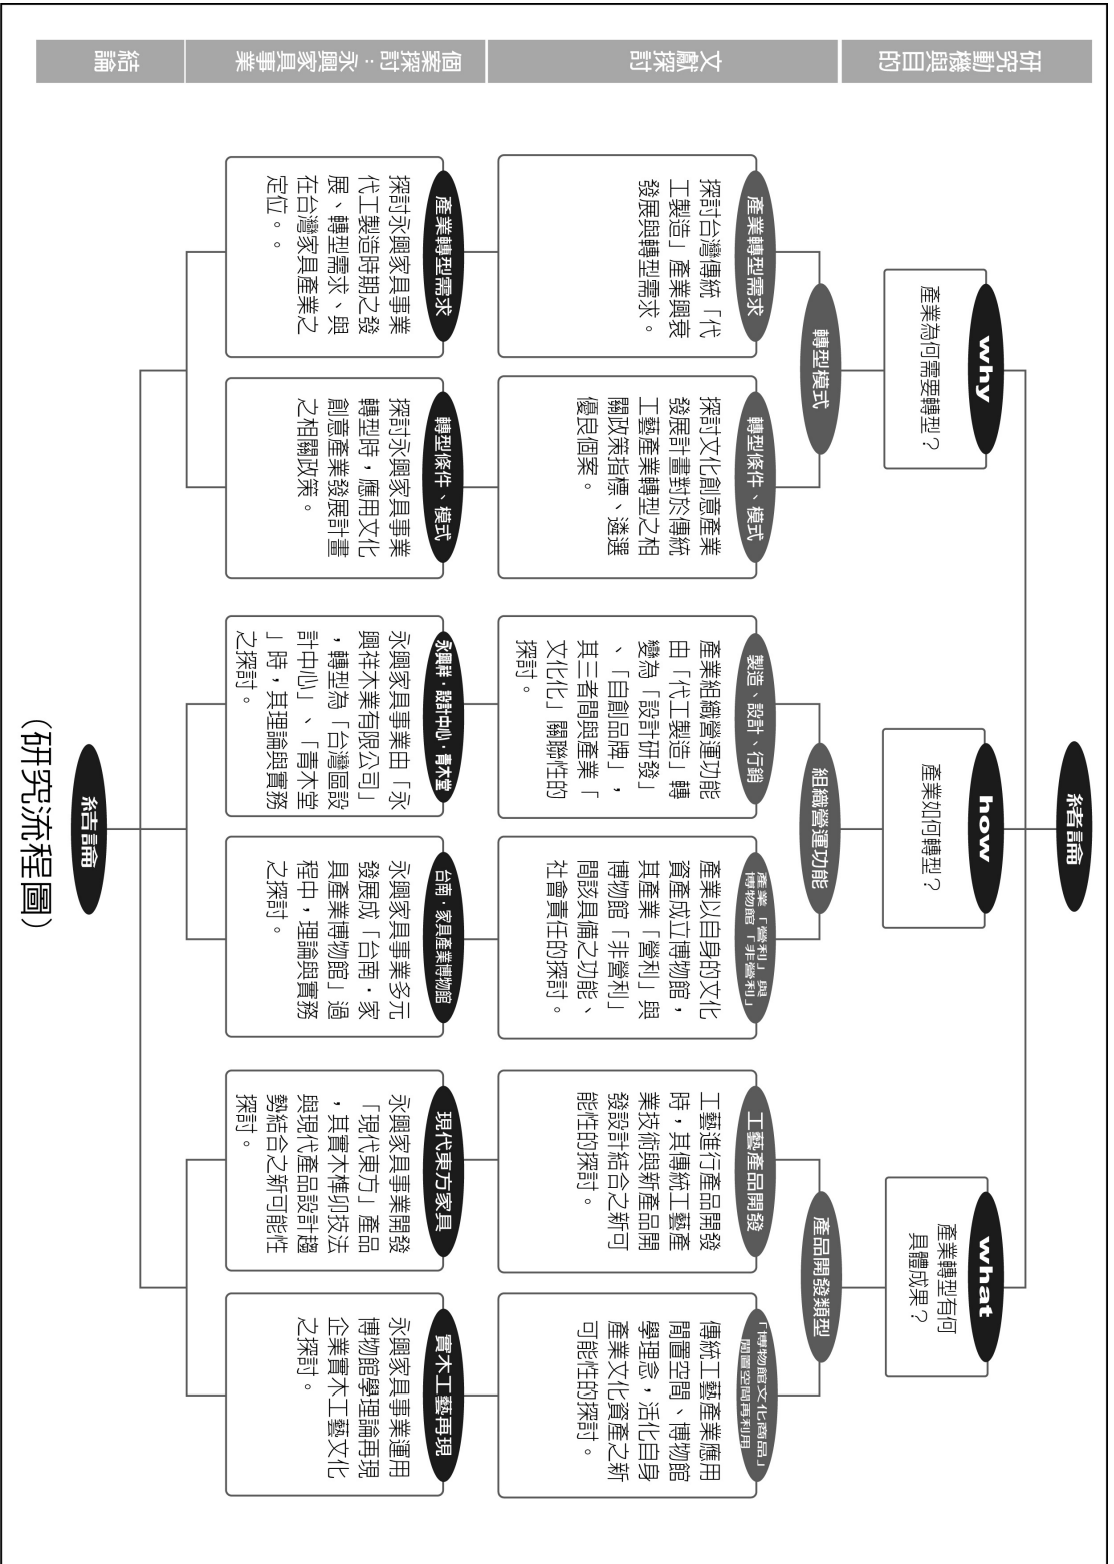 研究動機與目的
文獻探討
個案探討：永興家具事業
結論
緒論
why
產業為何需要轉型？
how
產業如何轉型？
what
產業轉型有何
具體成果？
轉型模式
組織營運功能
產品開發類型
產業轉型需求
探討台灣傳統「代
工製造」產業興衰
發展與轉型需求。
轉型條件、模式
探討文化創意產業
發展計畫對於傳統
工藝產業轉型之相
關政策指標、遴選
優良個案。
製造、設計、行銷
產業組織營運功能
由「代工製造」轉
變為「設計研發」
、「自創品牌」，
其三者間與產業「
文化化」關聯性的
探討。
產業「營利」與
博物館「非營利」
產業以自身的文化
資產成立博物館，
其產業「營利」與
博物館「非營利」
間該具備之功能、
社會責任的探討。
工藝產品開發
工藝進行產品開發
時，其傳統工藝產
業技術與新產品開
發設計結合之新可
能性的探討。
「博物館文化商品」
閒置空間再利用
傳統工藝產業應用
閒置空間、博物館
學理念，活化自身
產業文化資產之新
可能性的探討。
產業轉型需求
探討永興家具事業
代工製造時期之發
展、轉型需求、與
在台灣家具產業之
定位。。
轉型條件、模式
探討永興家具事業
轉型時，應用文化
創意產業發展計畫
之相關政策。
永興祥．設計中心．青木堂
永興家具事業由「永
興祥木業有限公司」
，轉型為「台灣區設
計中心」、「青木堂
」時，其理論與實務
之探討。
台南．家具產業博物館
永興家具事業多元
發展成「台南．家
具產業博物館」過
程中，理論與實務
之探討。
現代東方家具
永興家具事業開發
「現代東方」產品
，其實木榫卯技法
與現代產品設計趨
勢結合之新可能性
探討。
實木工藝再現
永興家具事業運用
博物館學理論再現
企業實木工藝文化
之探討。
結論
（研究流程圖）